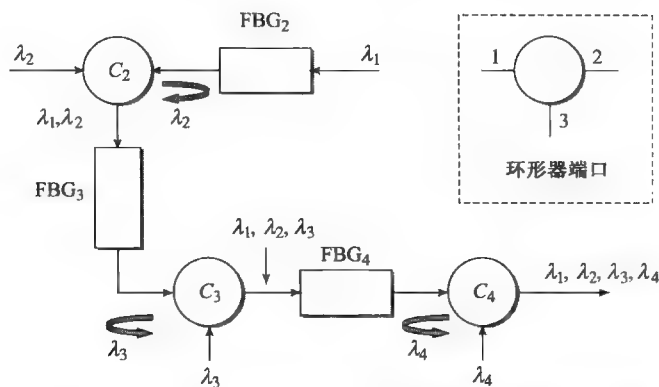 FBG₂
λ₂
C₂
λ₁
λ₁,λ₂
λ₂
1
2
3
环形器端口
FBG₃
λ₁, λ₂, λ₃
FBG₄
C₃
C₄
λ₁, λ₂, λ₃, λ₄
λ₃
λ₄
λ₃
λ₄